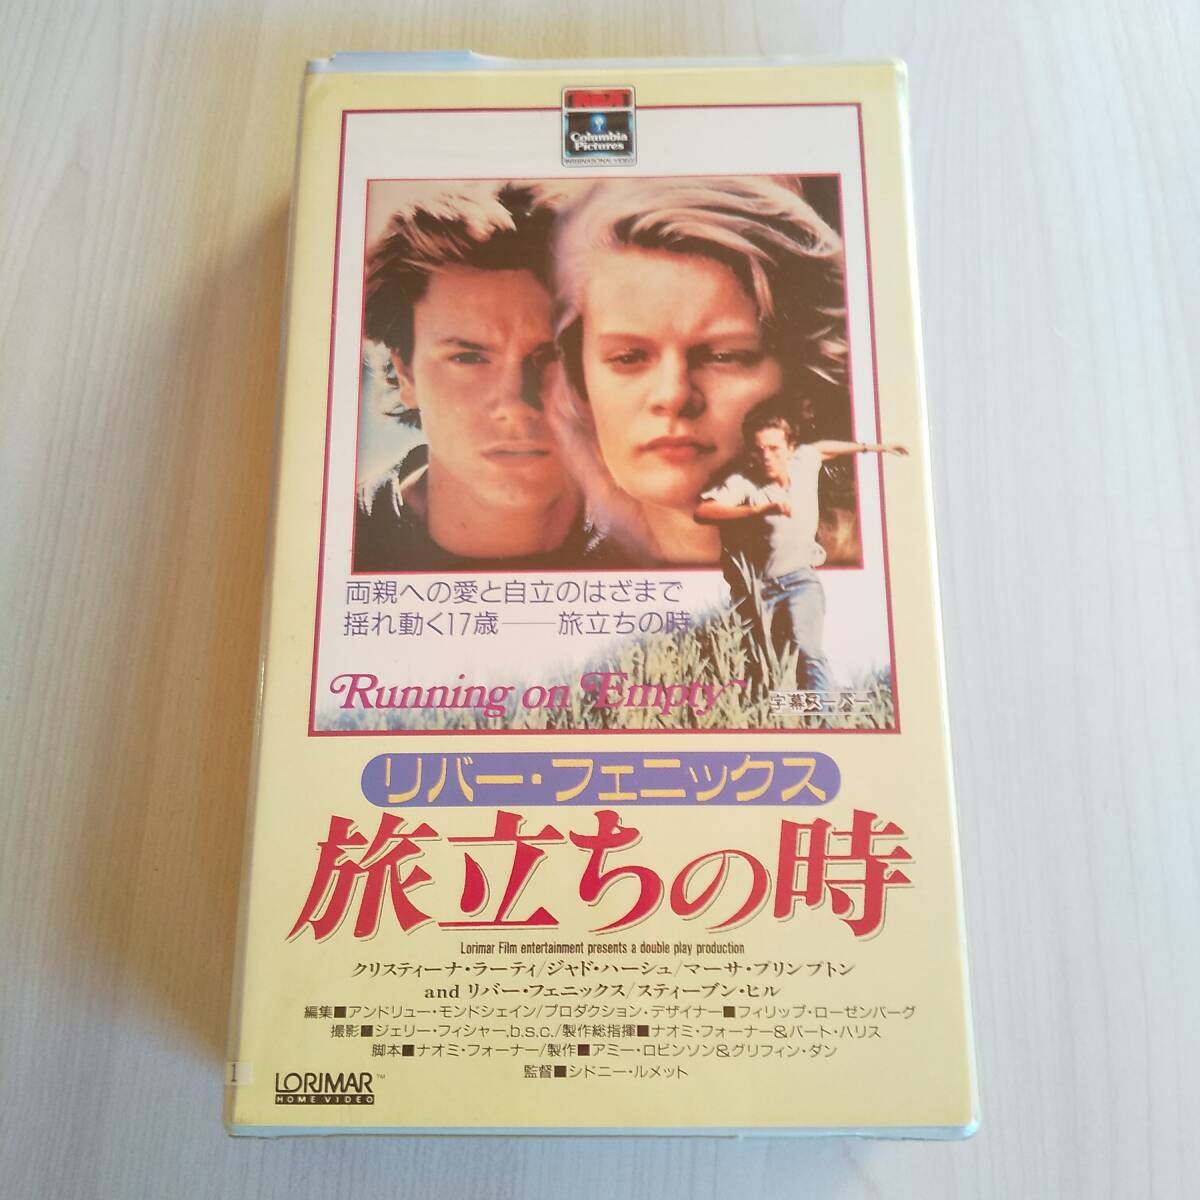 RCA
Columbia
Pictures
INTERNATIONAL VIDEO
両親への愛と自立のはざまで
揺れ動く17歳——旅立ちの時
Running on Empty
字幕スーパー
リバー・フェニックス
旅立ちの時
Lorimar Film entertainment presents a double play production
クリスティーナ・ラーティ/ジャド・ハーシュ/マーサ・プリンプトン
and リバー・フェニックス/スティーブン・ヒル
編集■アンドリュー・モンドシェイン/プロダクション・デザイナー■フィリップ・ローゼンバーグ
撮影■ジェリー・フィシャー,b.s.c./製作総指揮■ナオミ・フォーナー&バート・ハリス
脚本■ナオミ・フォーナー/製作■アミー・ロビンソン&グリフィン・ダン
監督■シドニー・ルメット
1
LORIMAR™
HOME VIDEO